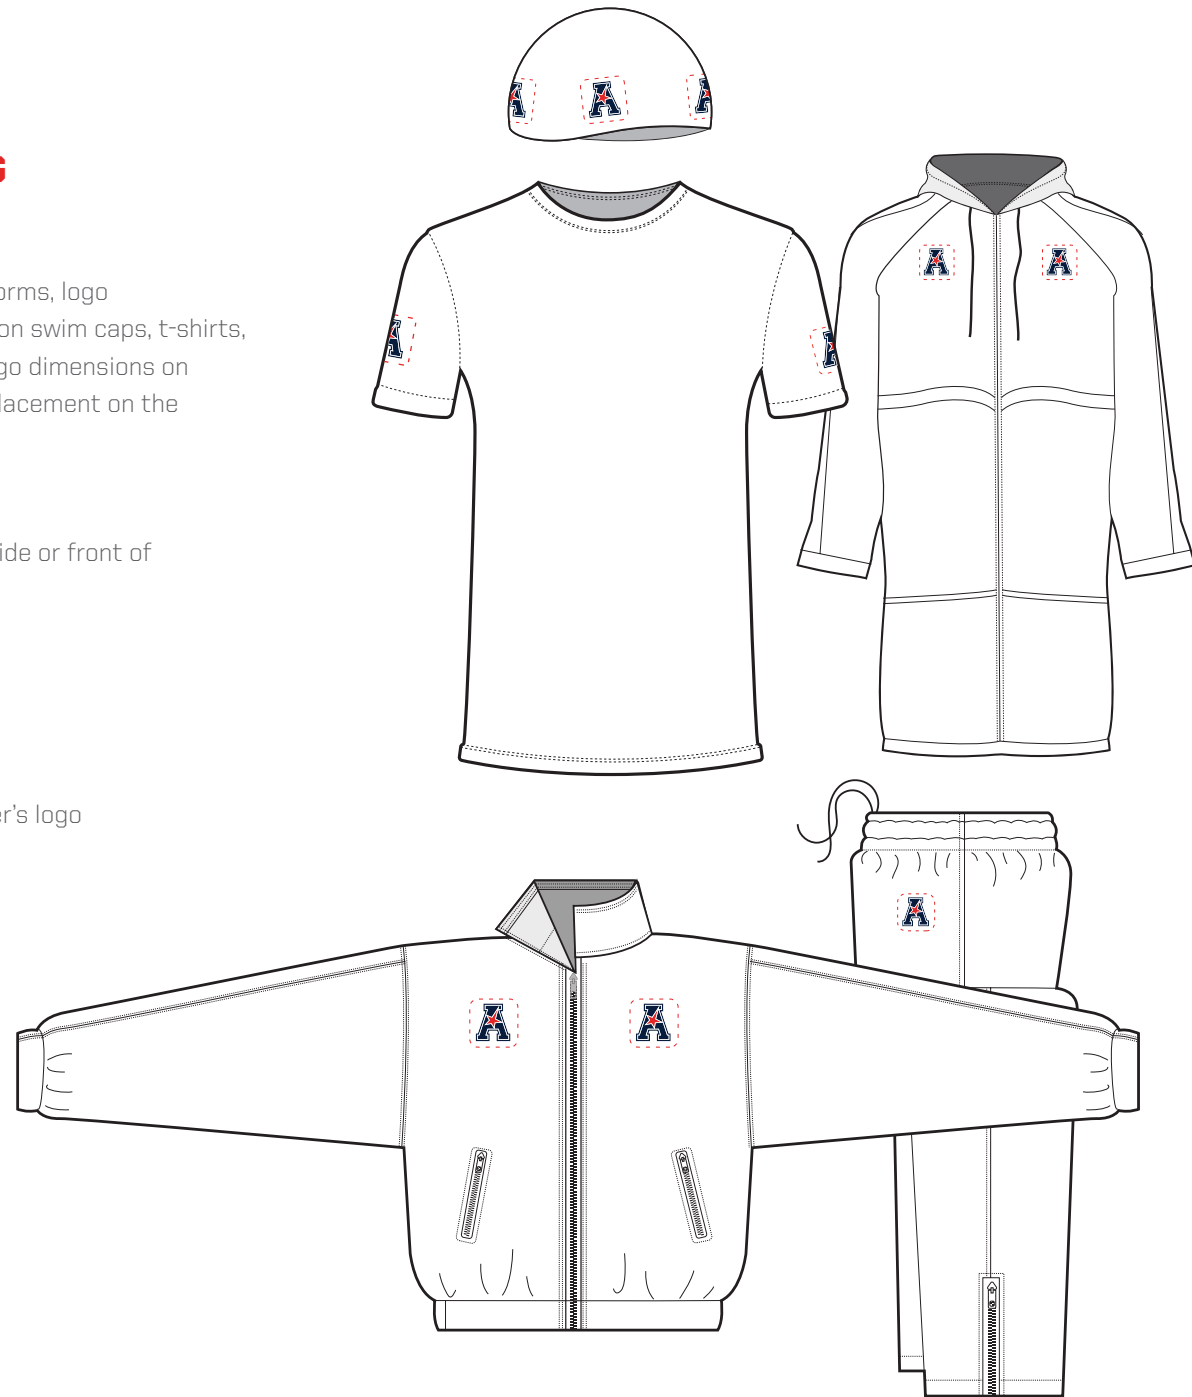 G
orms, logo
on swim caps, t-shirts,
go dimensions on
lacement on the
ide or front of
er's logo
A
A
A
A
A
A
A
A
A
A